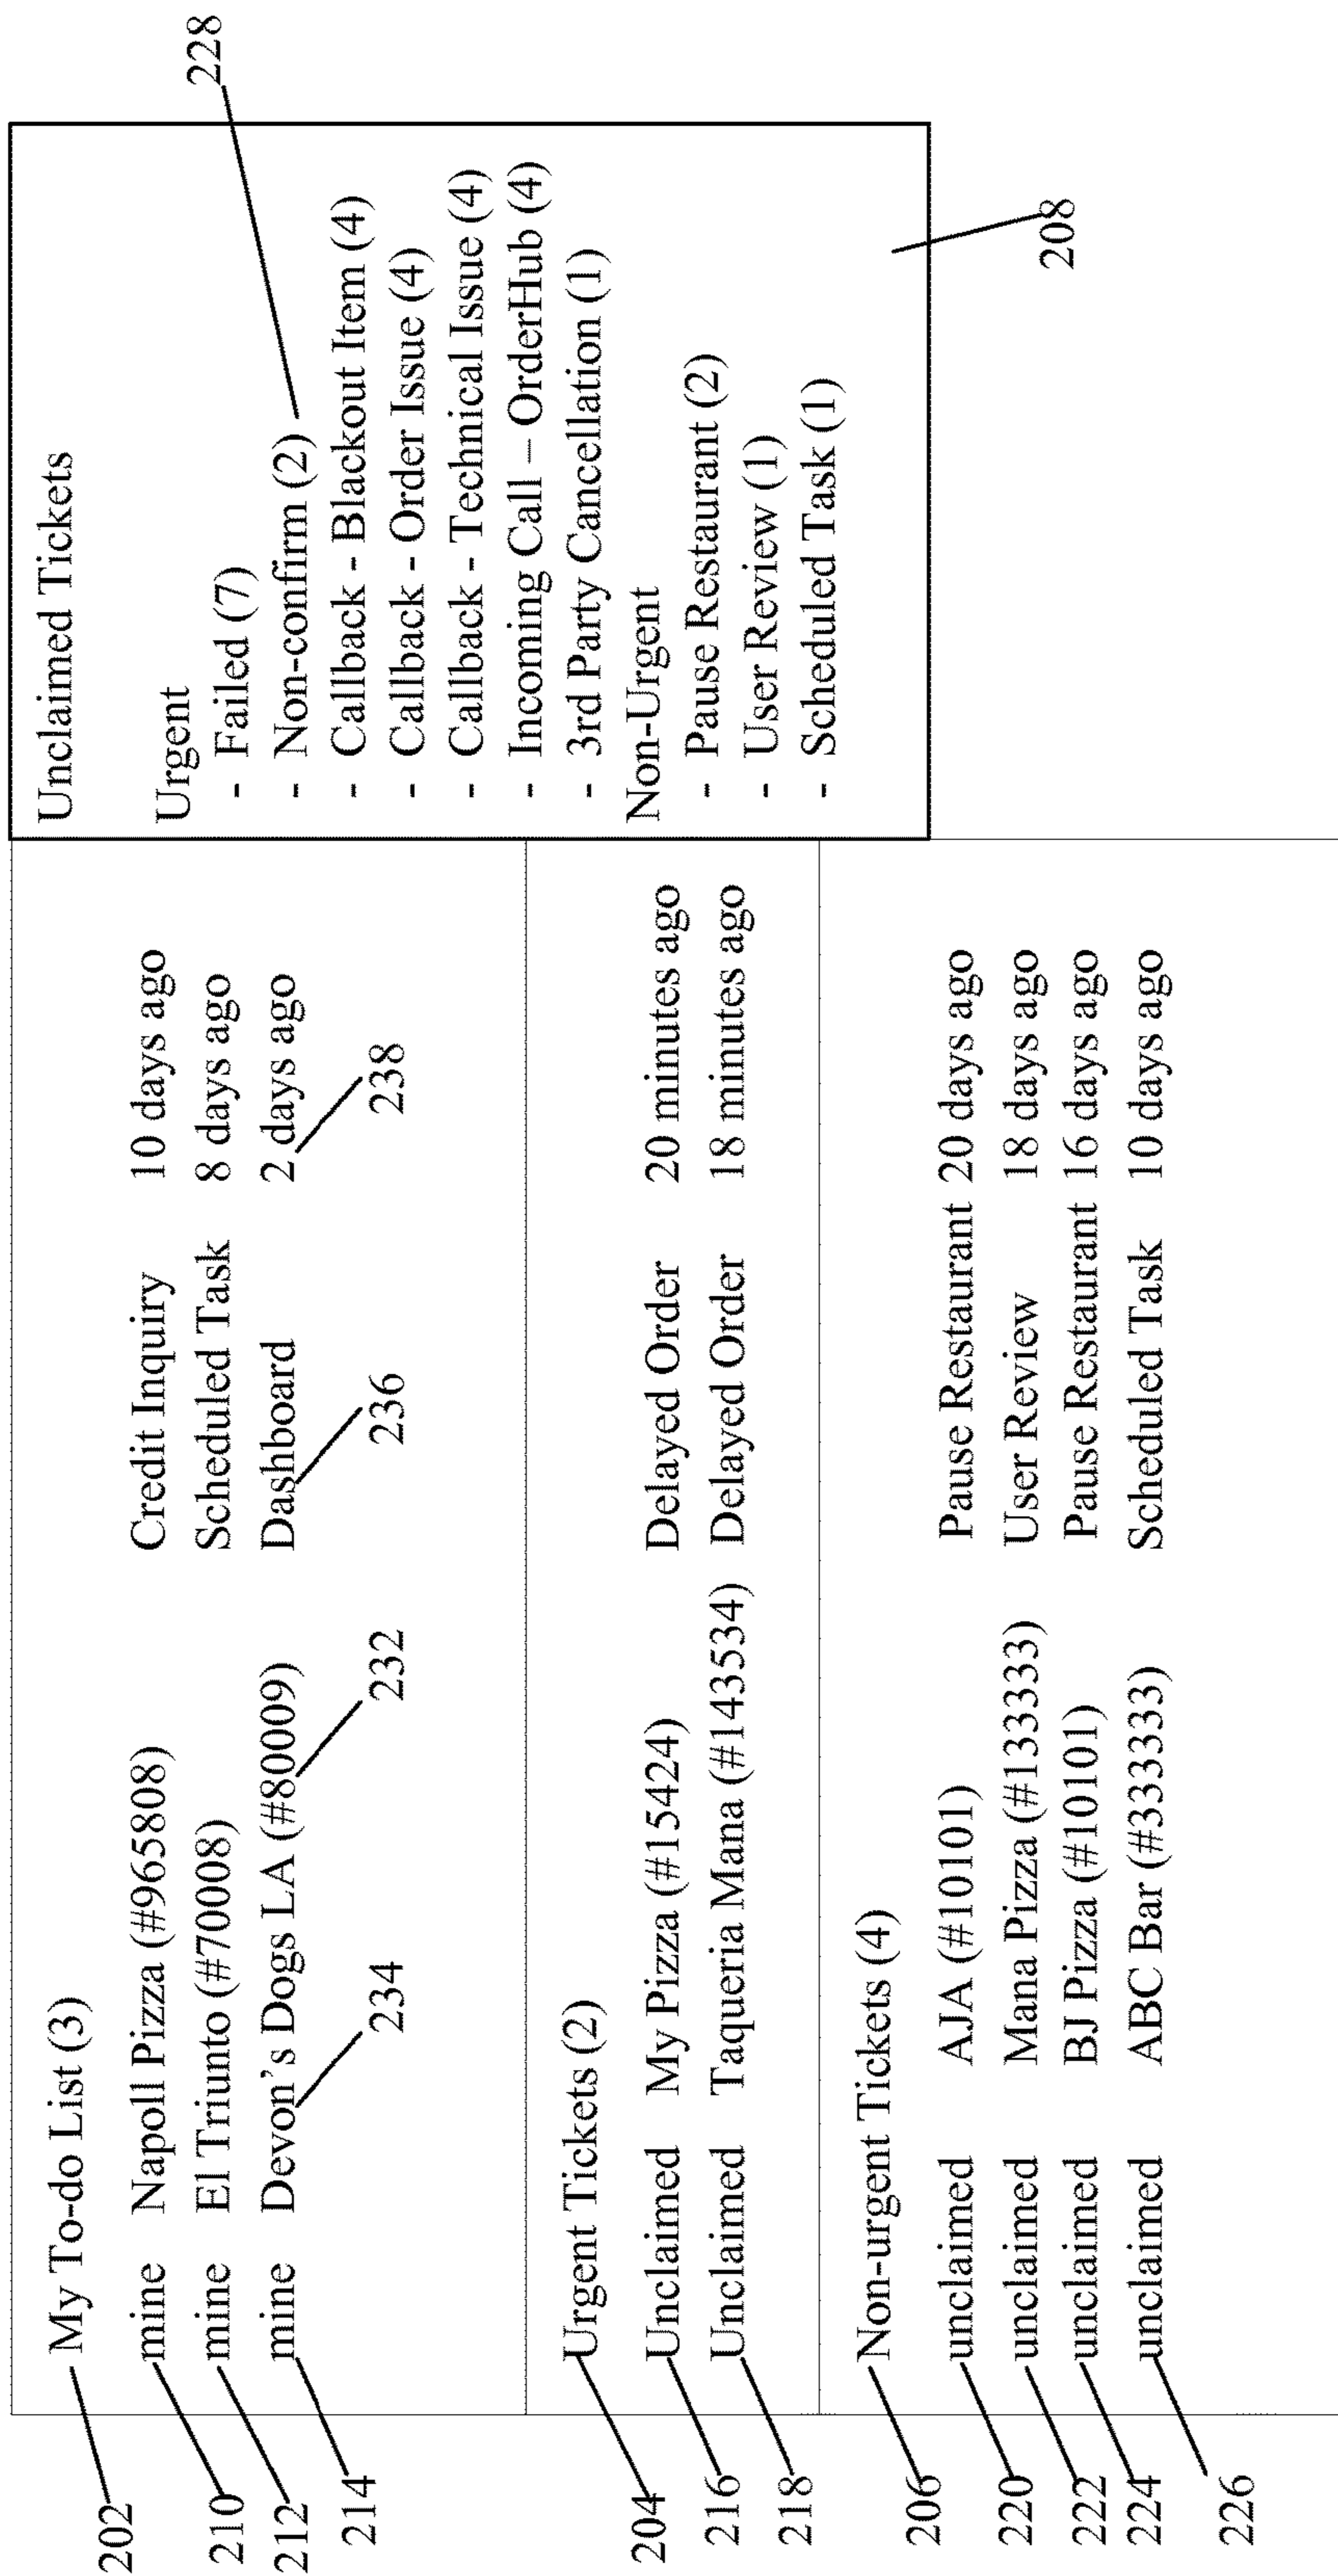 202 My To-do List (3)
210 mine Napoll Pizza (#965808) Credit Inquiry 10 days ago
212 mine El Triunto (#70008) Scheduled Task 8 days ago
214 mine Devon's Dogs LA (#80009) Dashboard 2 days ago
234 232 236 238
204 Urgent Tickets (2)
216 Unclaimed My Pizza (#15424) Delayed Order 20 minutes ago
218 Unclaimed Taqueria Mana (#143534) Delayed Order 18 minutes ago
206 Non-urgent Tickets (4)
220 unclaimed AJA (#10101) Pause Restaurant 20 days ago
222 unclaimed Mana Pizza (#133333) User Review 18 days ago
224 unclaimed BJ Pizza (#10101) Pause Restaurant 16 days ago
226 unclaimed ABC Bar (#333333) Scheduled Task 10 days ago
Unclaimed Tickets
Urgent
- Failed (7)
- Non-confirm (2)
- Callback - Blackout Item (4)
- Callback - Order Issue (4)
- Callback - Technical Issue (4)
- Incoming Call – OrderHub (4)
- 3rd Party Cancellation (1)
Non-Urgent
- Pause Restaurant (2)
- User Review (1)
- Scheduled Task (1)
228
208